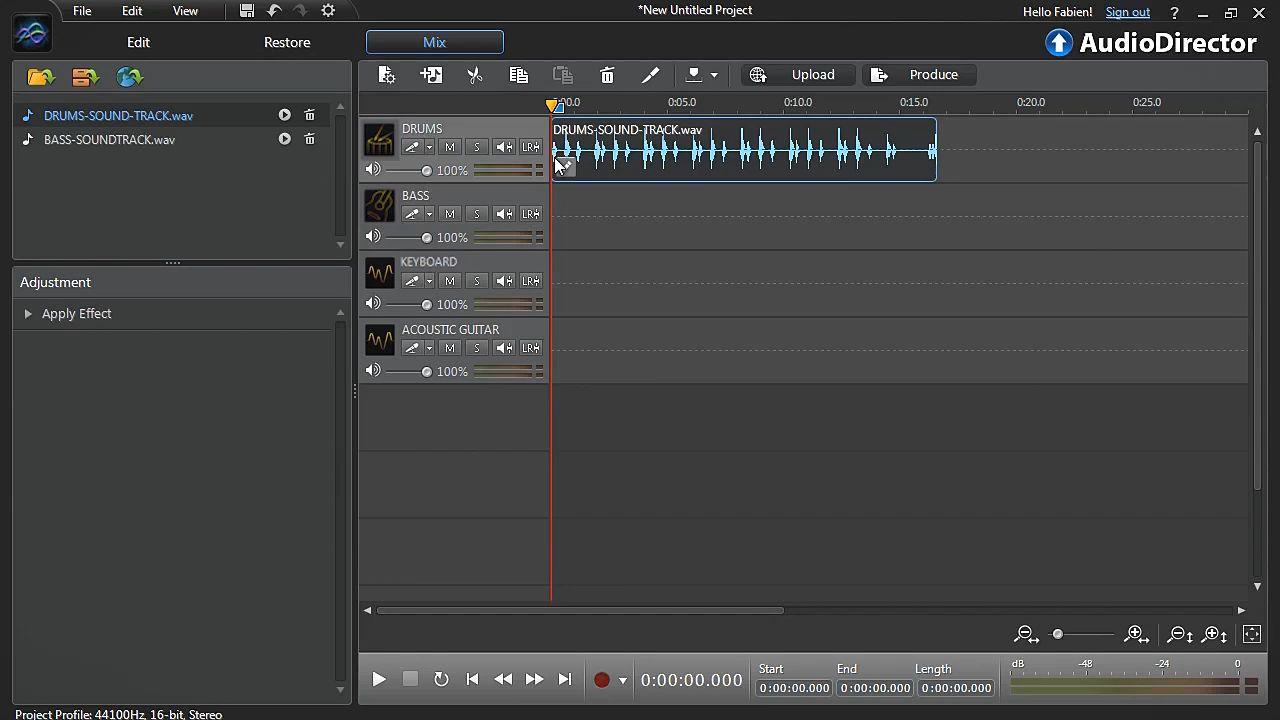 File Edit View *New Untitled Project Hello Fabien! Sign out ?
Edit Restore Mix AudioDirector
Upload Produce
DRUMS-SOUND-TRACK.wav
BASS-SOUNDTRACK.wav
Adjustment
Apply Effect
0:00.0 0:05.0 0:10.0 0:15.0 0:20.0 0:25.0
DRUMS DRUMS-SOUND-TRACK.wav
M S LR
100%
BASS
M S LR
100%
KEYBOARD
M S LR
100%
ACOUSTIC GUITAR
M S LR
100%
0:00:00.000
Start End Length
0:00:00.000 0:00:00.000 0:00:00.000
dB -48 -24 0
Project Profile: 44100Hz, 16-bit, Stereo